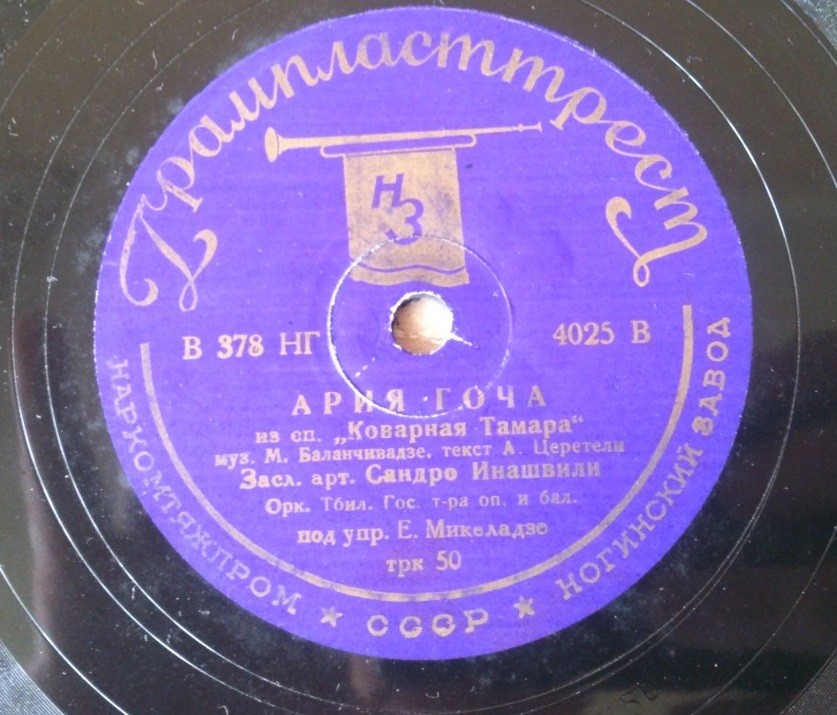 Грампласттрест
НЗ
В 378 НГ 4025 В
АРИЯ ГОЧА
из оп. „Коварная Тамара“
муз. М. Баланчивадзе, текст А. Церетели
Засл. арт. Сандро Инашвили
Орк. Тбил. Гос. т-ра оп. и бал.
под упр. Е. Микеладзе
трк 50
НАРКОМТЯЖПРОМ ★ СССР ★ НОГИНСКИЙ ЗАВОД